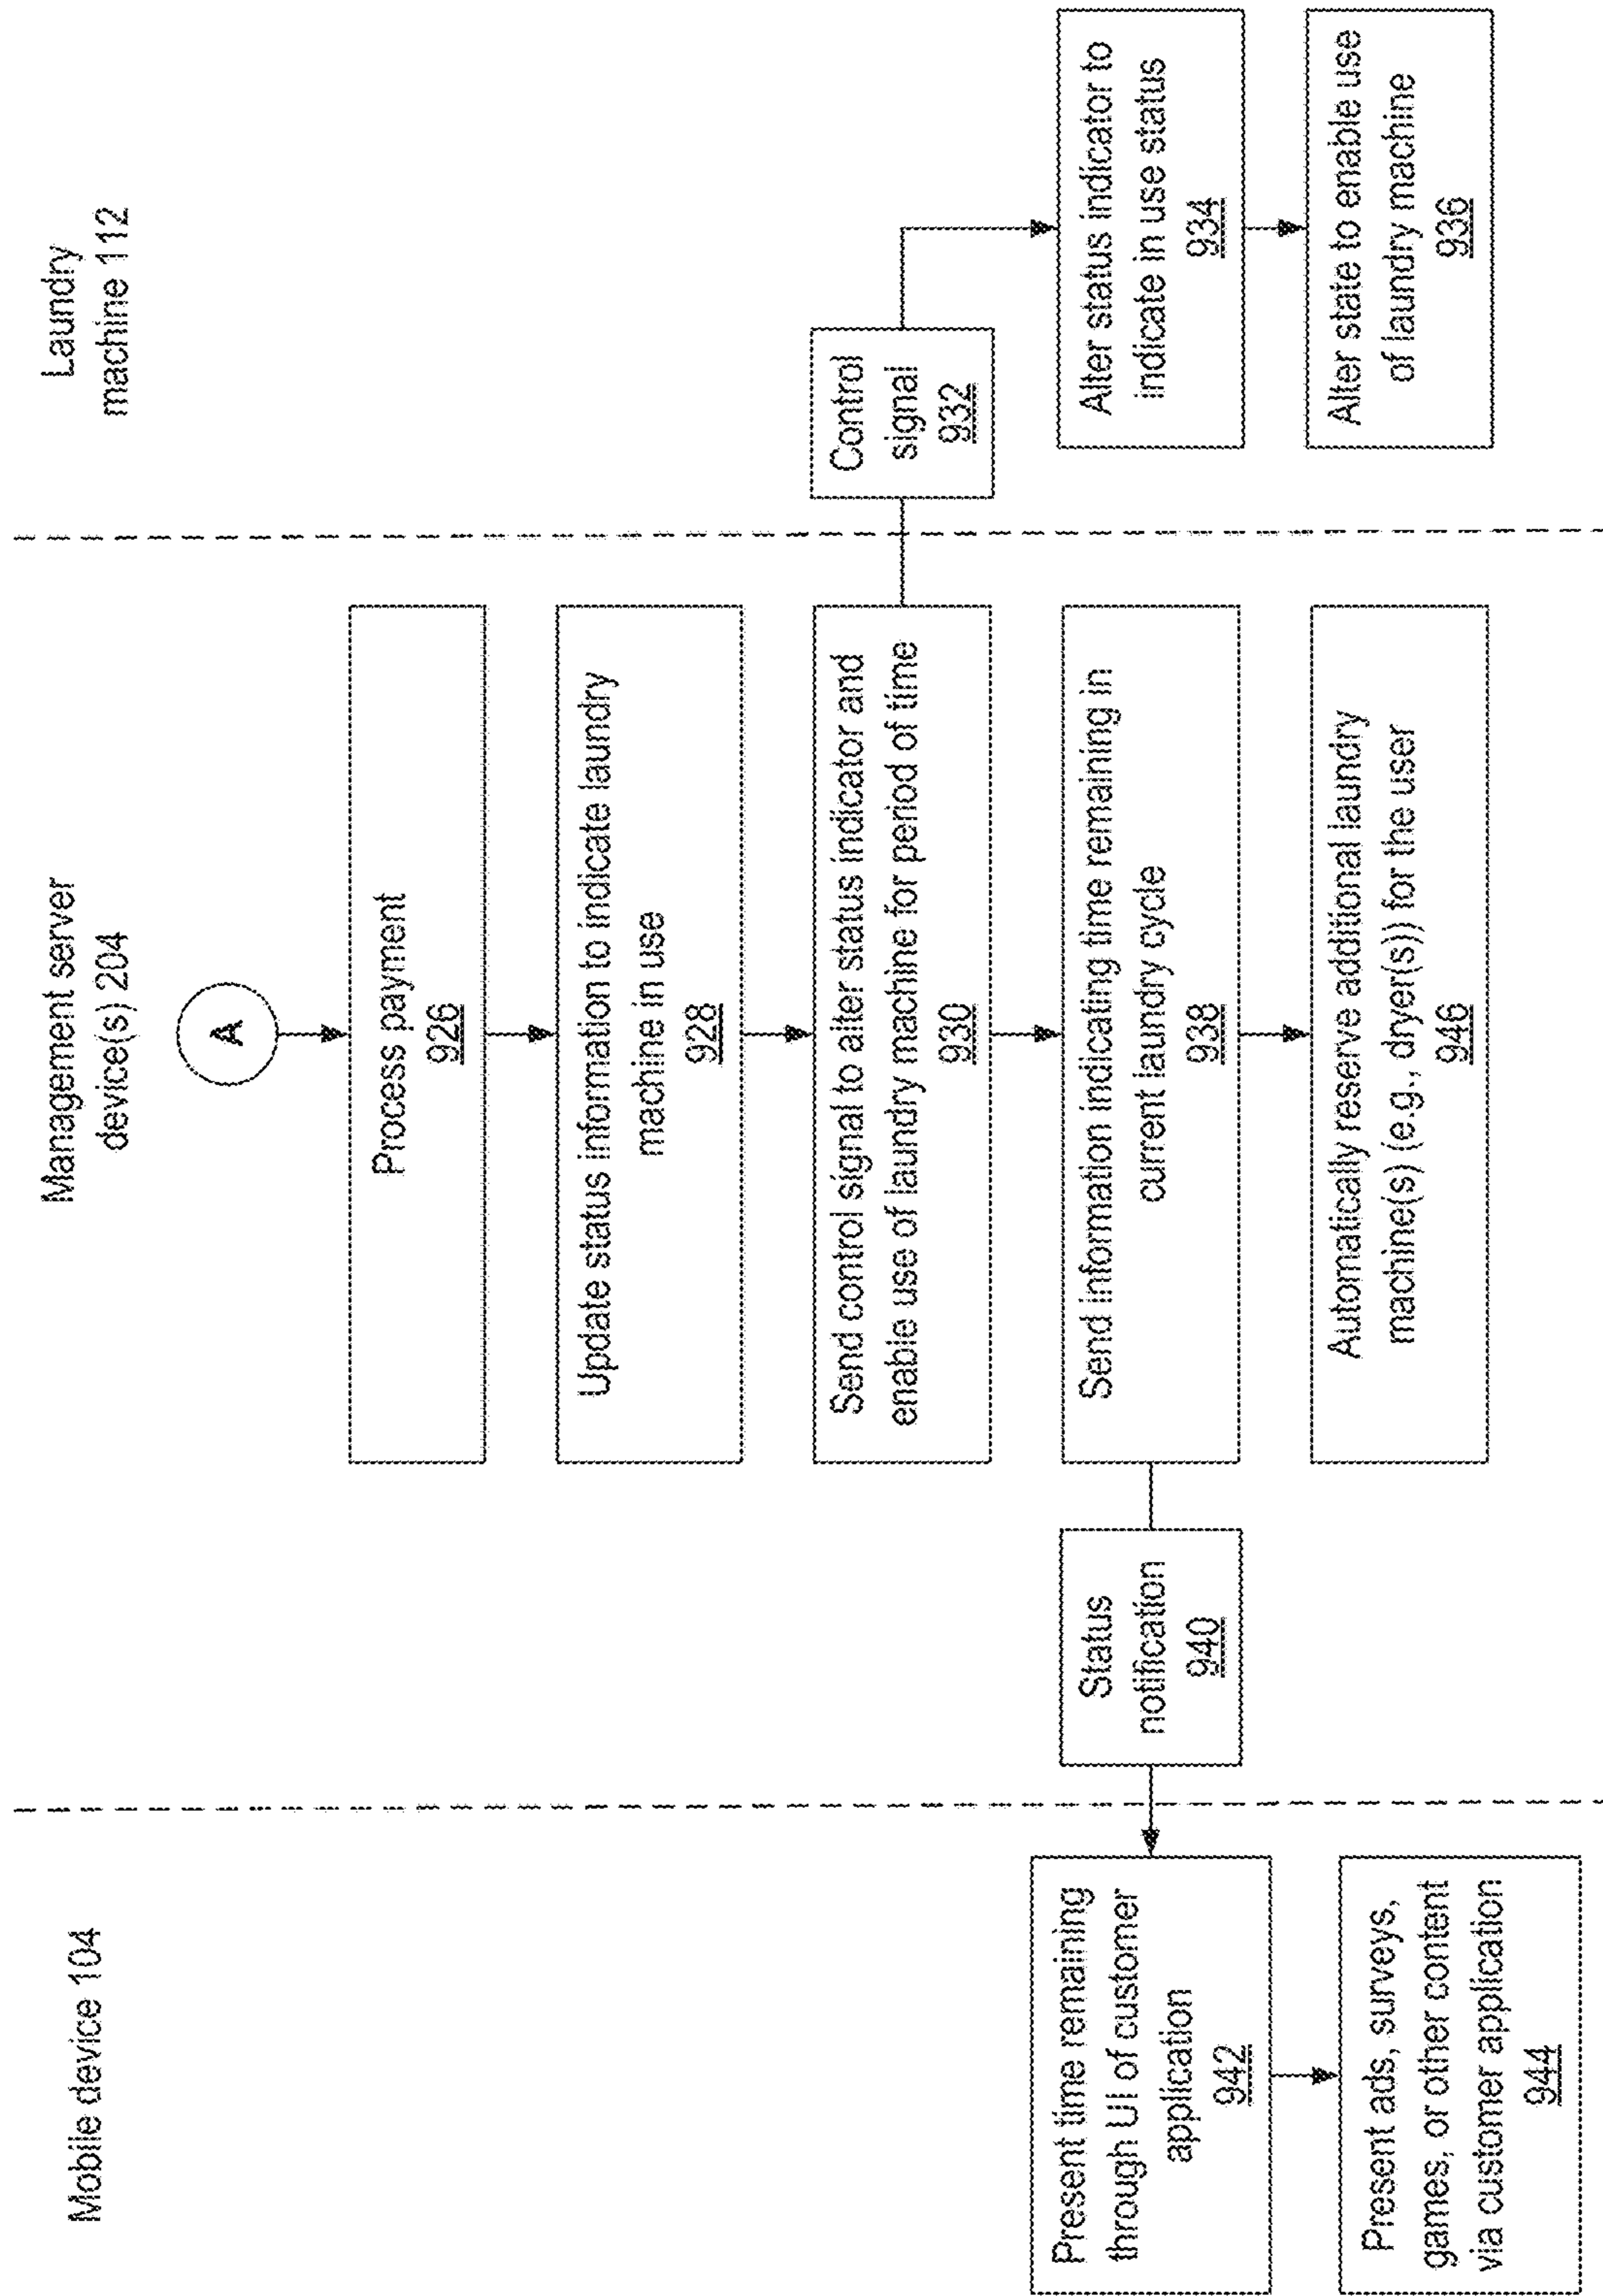 Mobile device 104
Management server
device(s) 204
Laundry
machine 112
A
Process payment
926
Update status information to indicate laundry
machine in use
928
Send control signal to alter status indicator and
enable use of laundry machine for period of time
930
Control
signal
932
Alter status indicator to
indicate in use status
934
Alter state to enable use
of laundry machine
936
Send information indicating time remaining in
current laundry cycle
938
Status
notification
940
Present time remaining
through UI of customer
application
942
Present ads, surveys,
games, or other content
via customer application
944
Automatically reserve additional laundry
machine(s) (e.g., dryer(s)) for the user
946